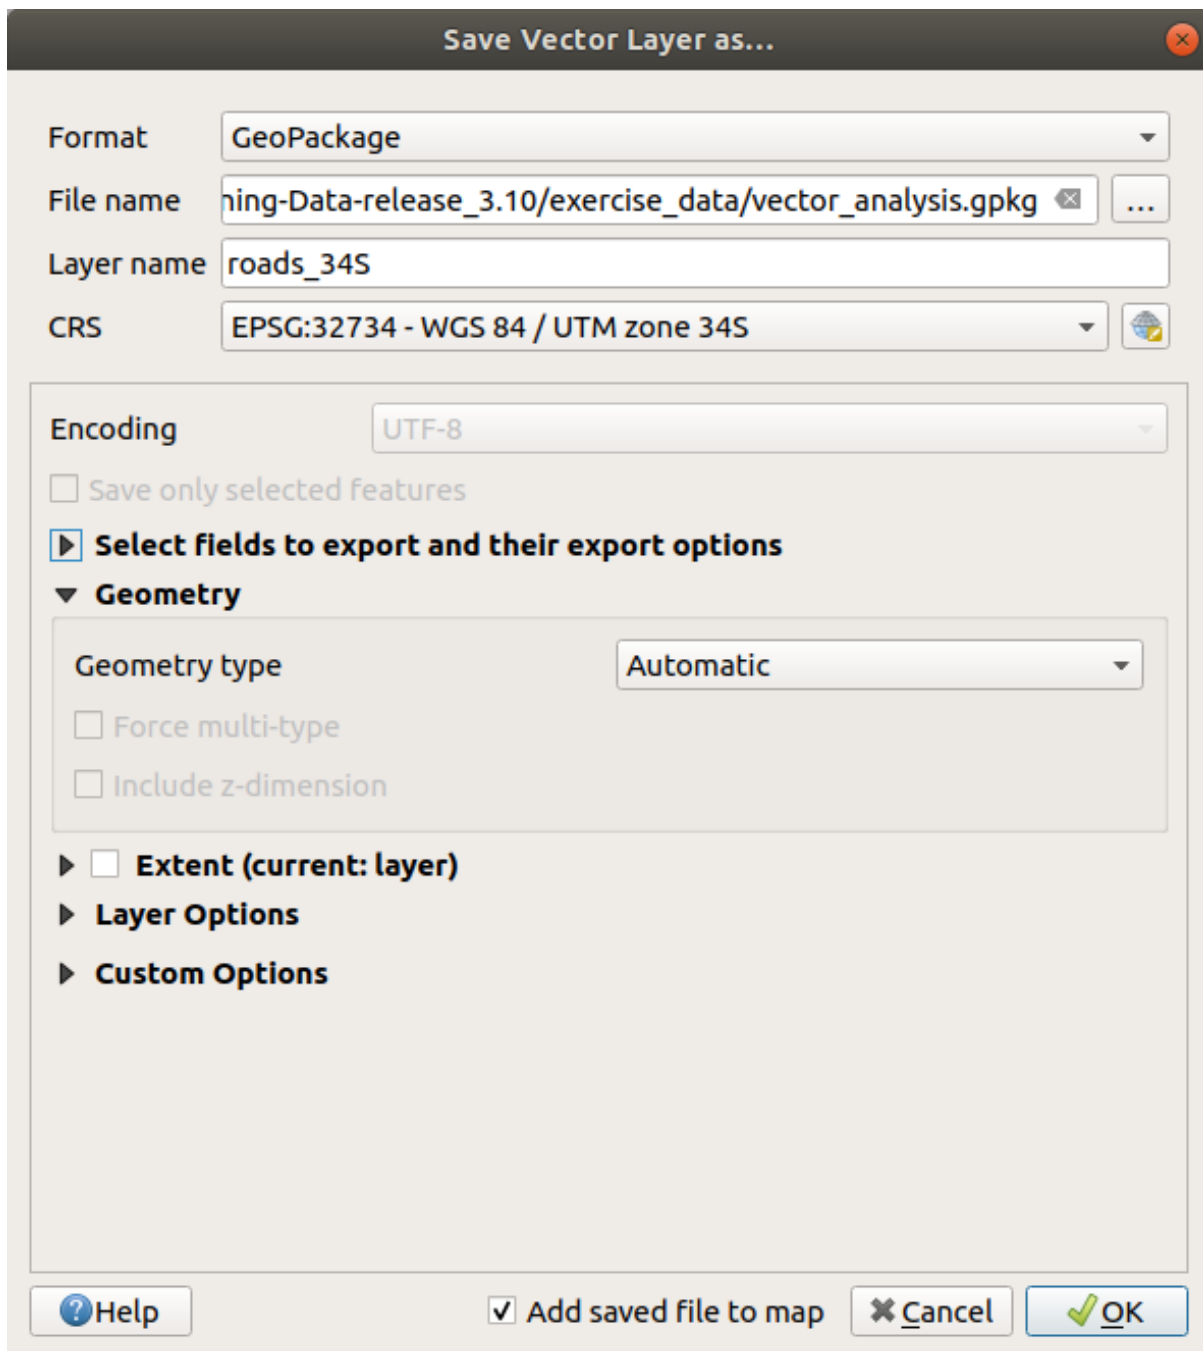 Save Vector Layer as...
Format GeoPackage
File name ning-Data-release_3.10/exercise_data/vector_analysis.gpkg ...
Layer name roads_34S
CRS EPSG:32734 - WGS 84 / UTM zone 34S
Encoding UTF-8
Save only selected features
Select fields to export and their export options
Geometry
Geometry type Automatic
Force multi-type
Include z-dimension
Extent (current: layer)
Layer Options
Custom Options
Help Add saved file to map Cancel OK